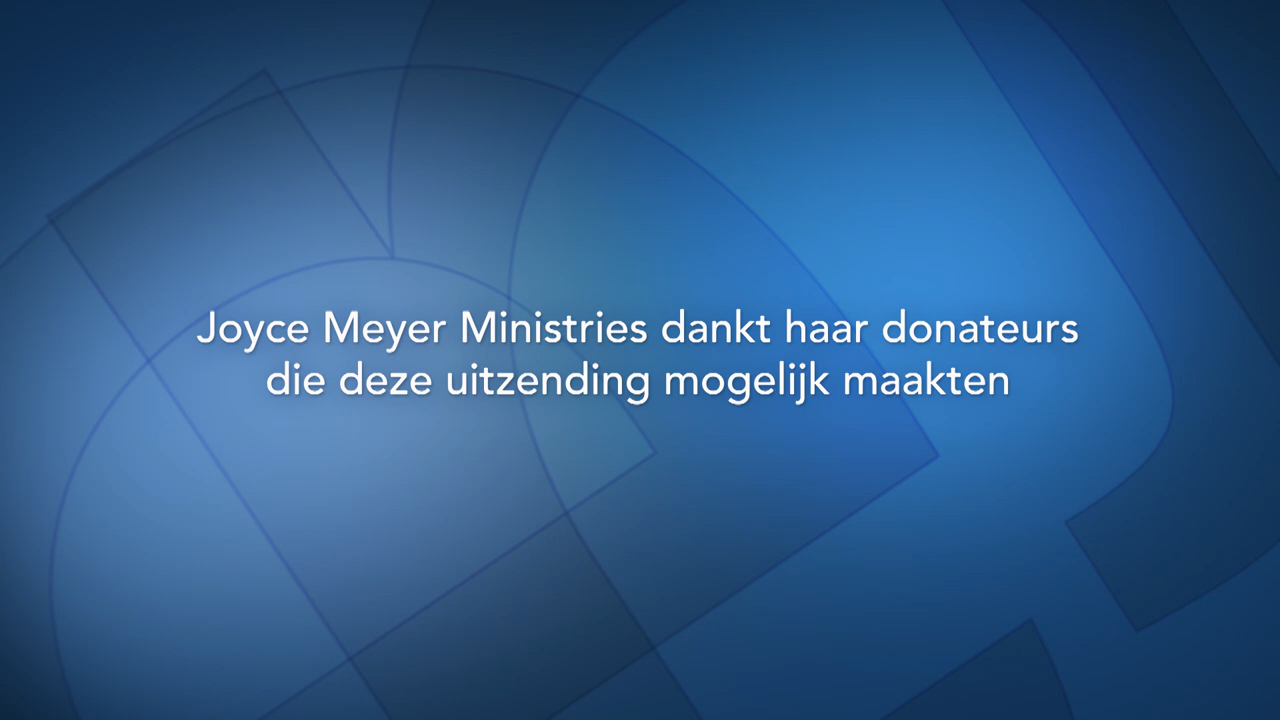 Joyce Meyer Ministries dankt haar donateurs
die deze uitzending mogelijk maakten